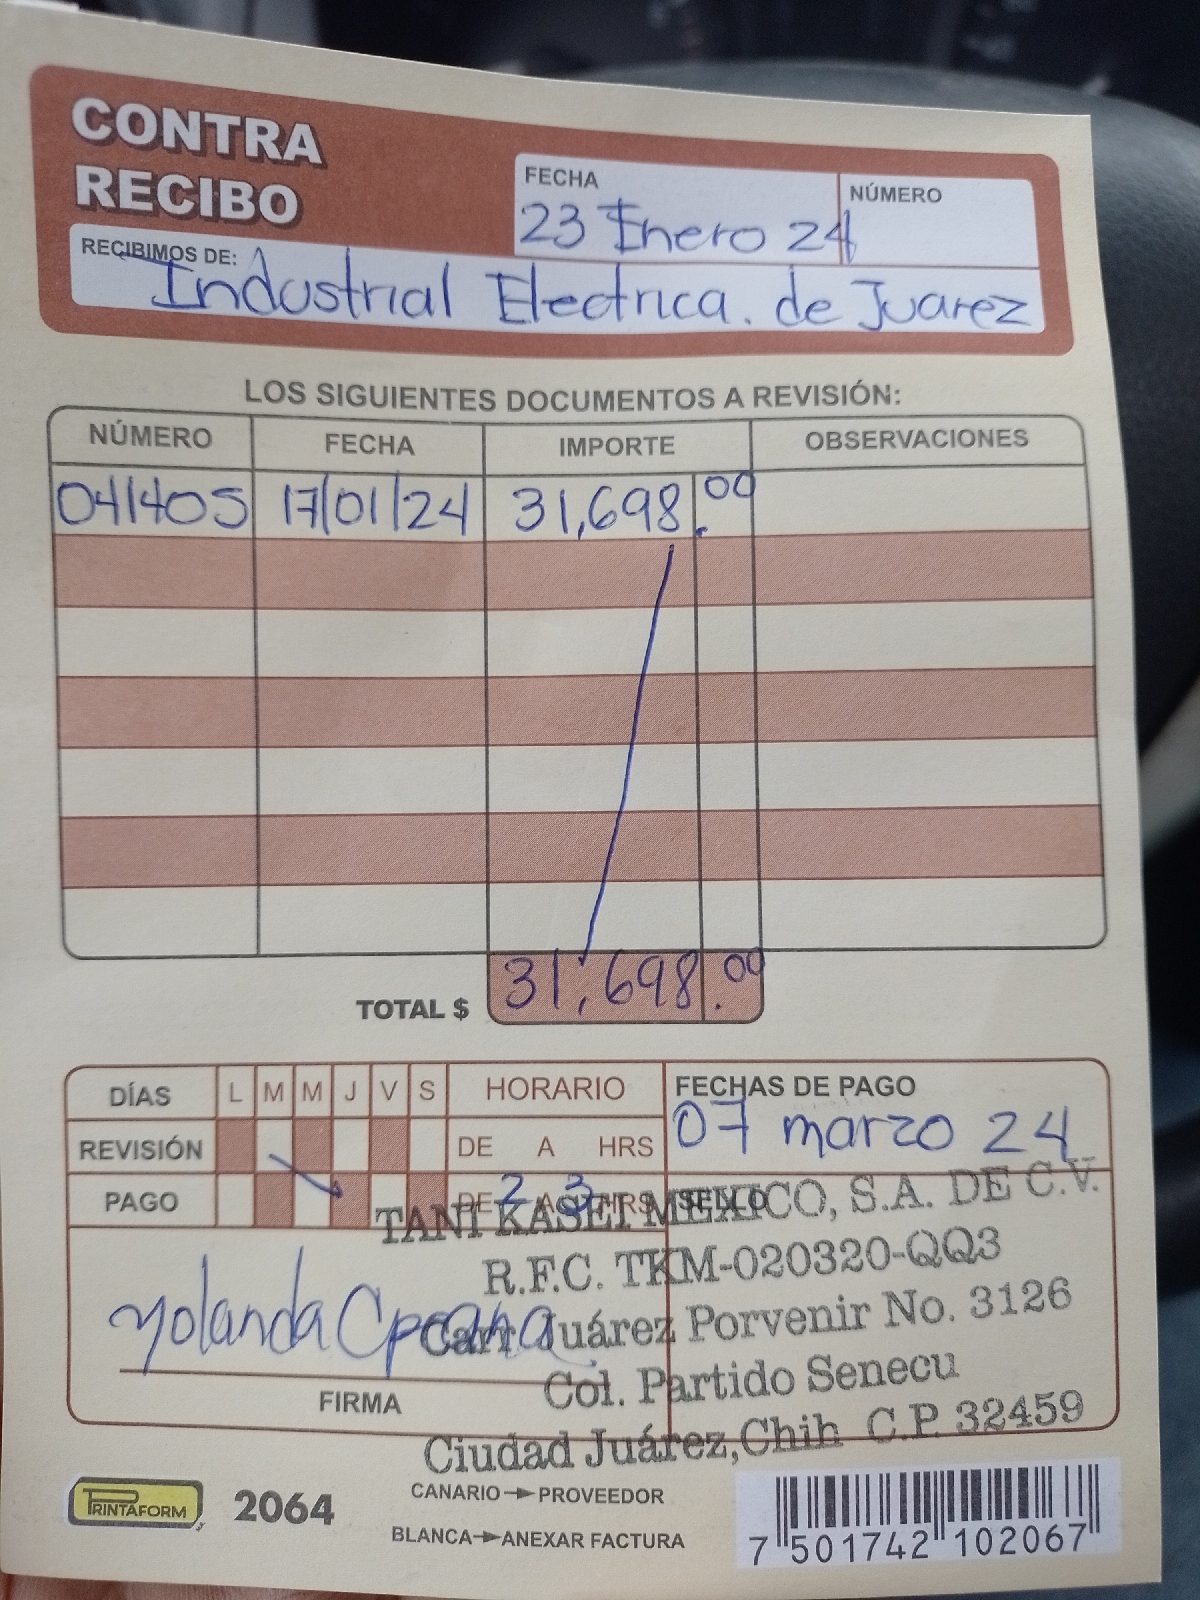 CONTRA
RECIBO
FECHA
23 Enero 24
NÚMERO
RECIBIMOS DE:
Industrial Electrica. de Juarez
LOS SIGUIENTES DOCUMENTOS A REVISIÓN:
NÚMERO FECHA IMPORTE OBSERVACIONES
041405 17/01/24 31,698.00
TOTAL $ 31,698.00
DÍAS L M M J V S HORARIO
REVISIÓN DE A HRS
PAGO DE 2 A 3 HRS
FECHAS DE PAGO
07 marzo 24
SELLO
TANI KASEI MEXICO, S.A. DE C.V.
R.F.C. TKM-020320-QQ3
Carr Juárez Porvenir No. 3126
Col. Partido Senecu
Ciudad Juárez, Chih C.P. 32459
Yolanda
FIRMA
PRINTAFORM 2064
CANARIO PROVEEDOR
BLANCA ANEXAR FACTURA
7 501742 102067